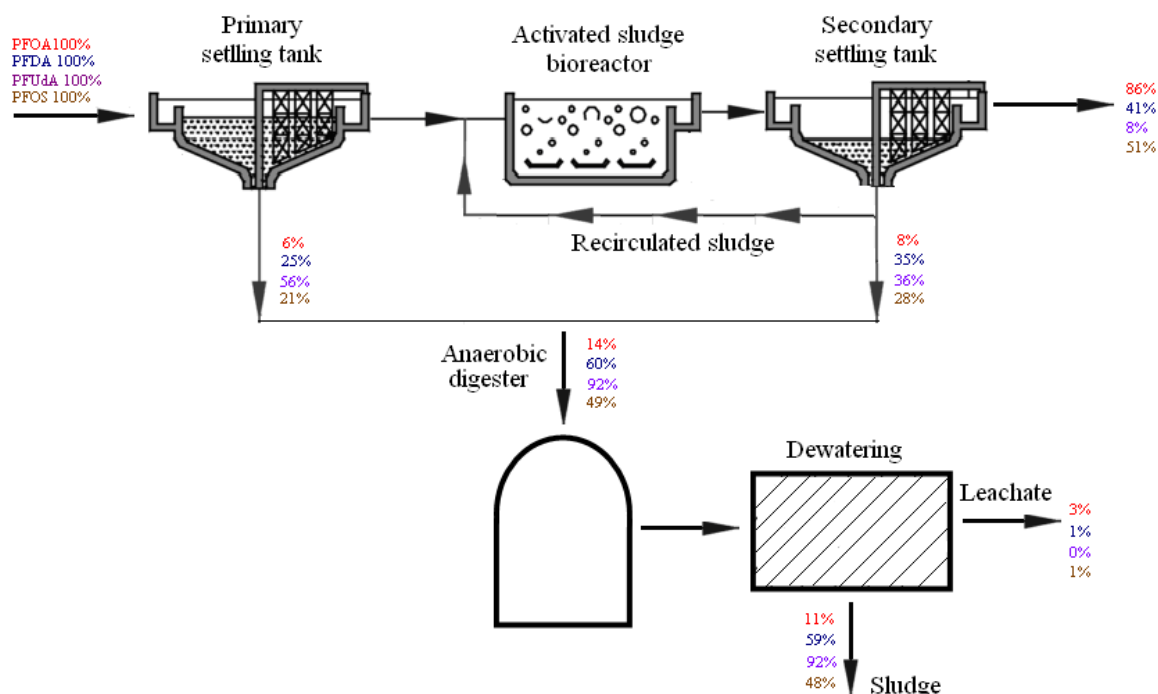 Primary
setlling tank
Activated sludge
bioreactor
Secondary
settling tank
PFOA100%
PFDA 100%
PFUdA 100%
PFOS 100%
86%
41%
8%
51%
Recirculated sludge
6%
25%
56%
21%
8%
35%
36%
28%
Anaerobic
digester
14%
60%
92%
49%
Dewatering
Leachate
3%
1%
0%
1%
11%
59%
92%
48%
Sludge